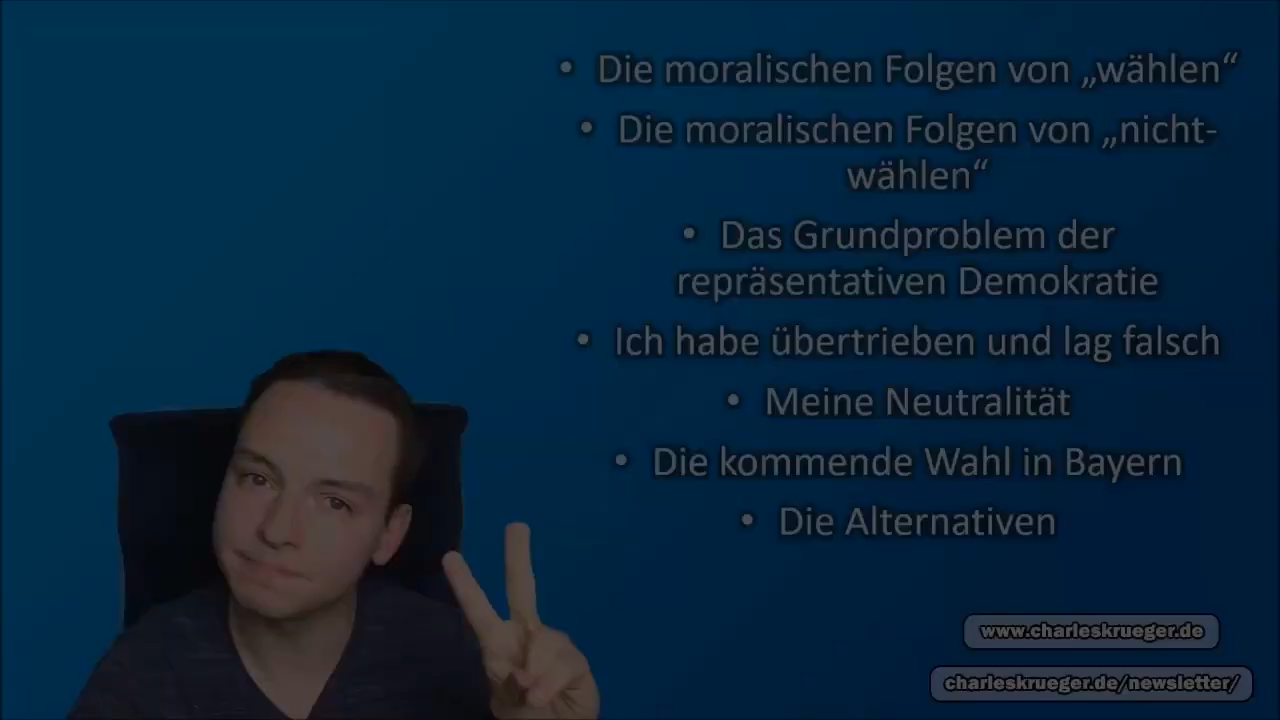 • Die moralischen Folgen von „wählen“
• Die moralischen Folgen von „nicht-
wählen“
• Das Grundproblem der
repräsentativen Demokratie
• Ich habe übertrieben und lag falsch
• Meine Neutralität
• Die kommende Wahl in Bayern
• Die Alternativen
www.charleskrueger.de
charleskrueger.de/newsletter/